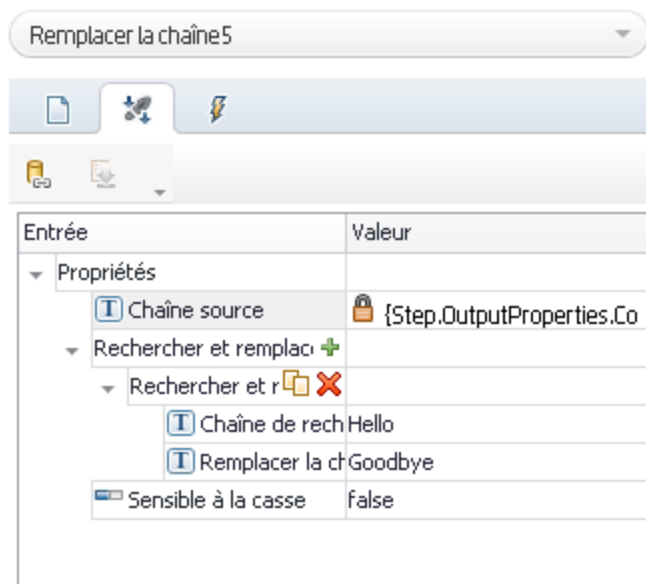 Remplacer la chaîne5
Entrée Valeur
Propriétés
T Chaîne source {Step.OutputProperties.Co
Rechercher et remplac
Rechercher et r
T Chaîne de rech Hello
T Remplacer la ch Goodbye
Sensible à la casse false